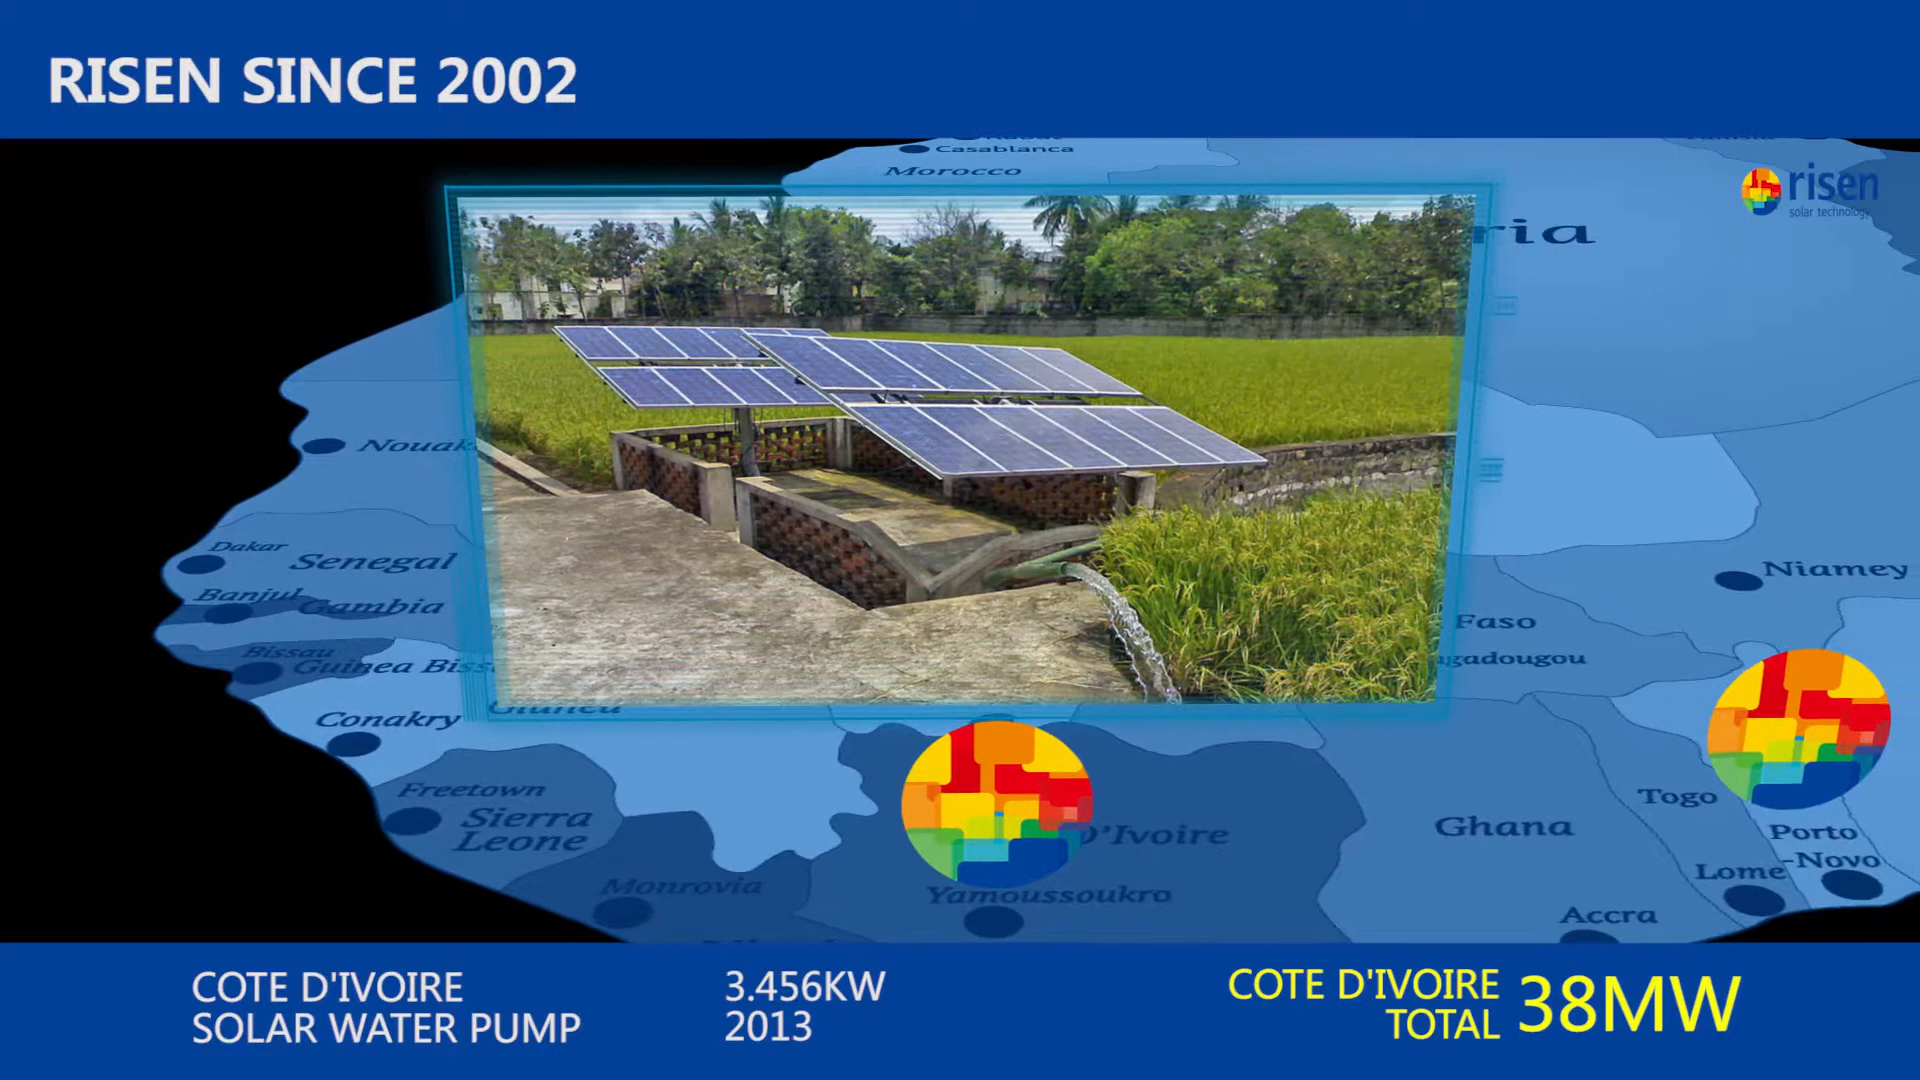 RISEN SINCE 2002
Casablanca
Morocco
risen
solar technology
ria
Nouak
Dakar
Senegal
Niamey
Banjul
Gambia
Faso
Bissau
Guinea Biss
gadougou
Conakry
Freetown
Togo
Sierra
Leone
Ghana
D'Ivoire
Porto
-Novo
Lome
Monrovia
Yamoussoukro
Accra
COTE D'IVOIRE
SOLAR WATER PUMP
3.456KW
2013
COTE D'IVOIRE
TOTAL
38MW